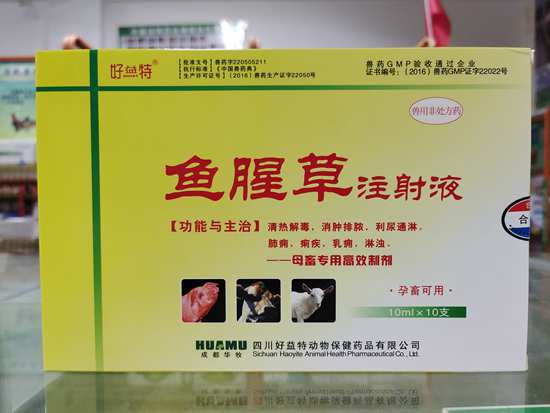 好益特
批准文号：兽药字220505211
执行标准：《中国兽药典》
生产许可证号：（2016）兽药生产证字22050号
兽药GMP验收通过企业
证书编号：（2016）兽药GMP证字22022号
兽用非处方药
鱼腥草注射液
【功能与主治】清热解毒，消肿排脓，利尿通淋，
肺痈，痢疾，乳痈，淋浊。
——母畜专用高效制剂
·孕畜可用·
10ml×10支
HUAMU
成都华牧
四川好益特动物保健药品有限公司
Sichuan Haoyite Animal Health Pharmaceutical Co., Ltd.
合